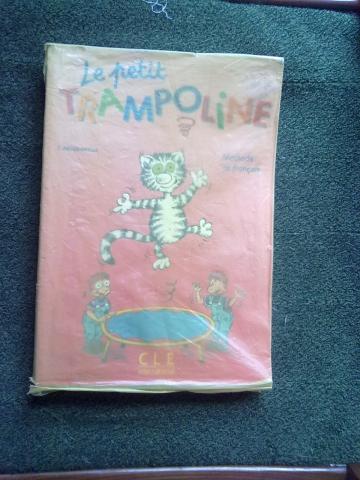 Le petit
TRAMPOLINE
Méthode
de français
CLE